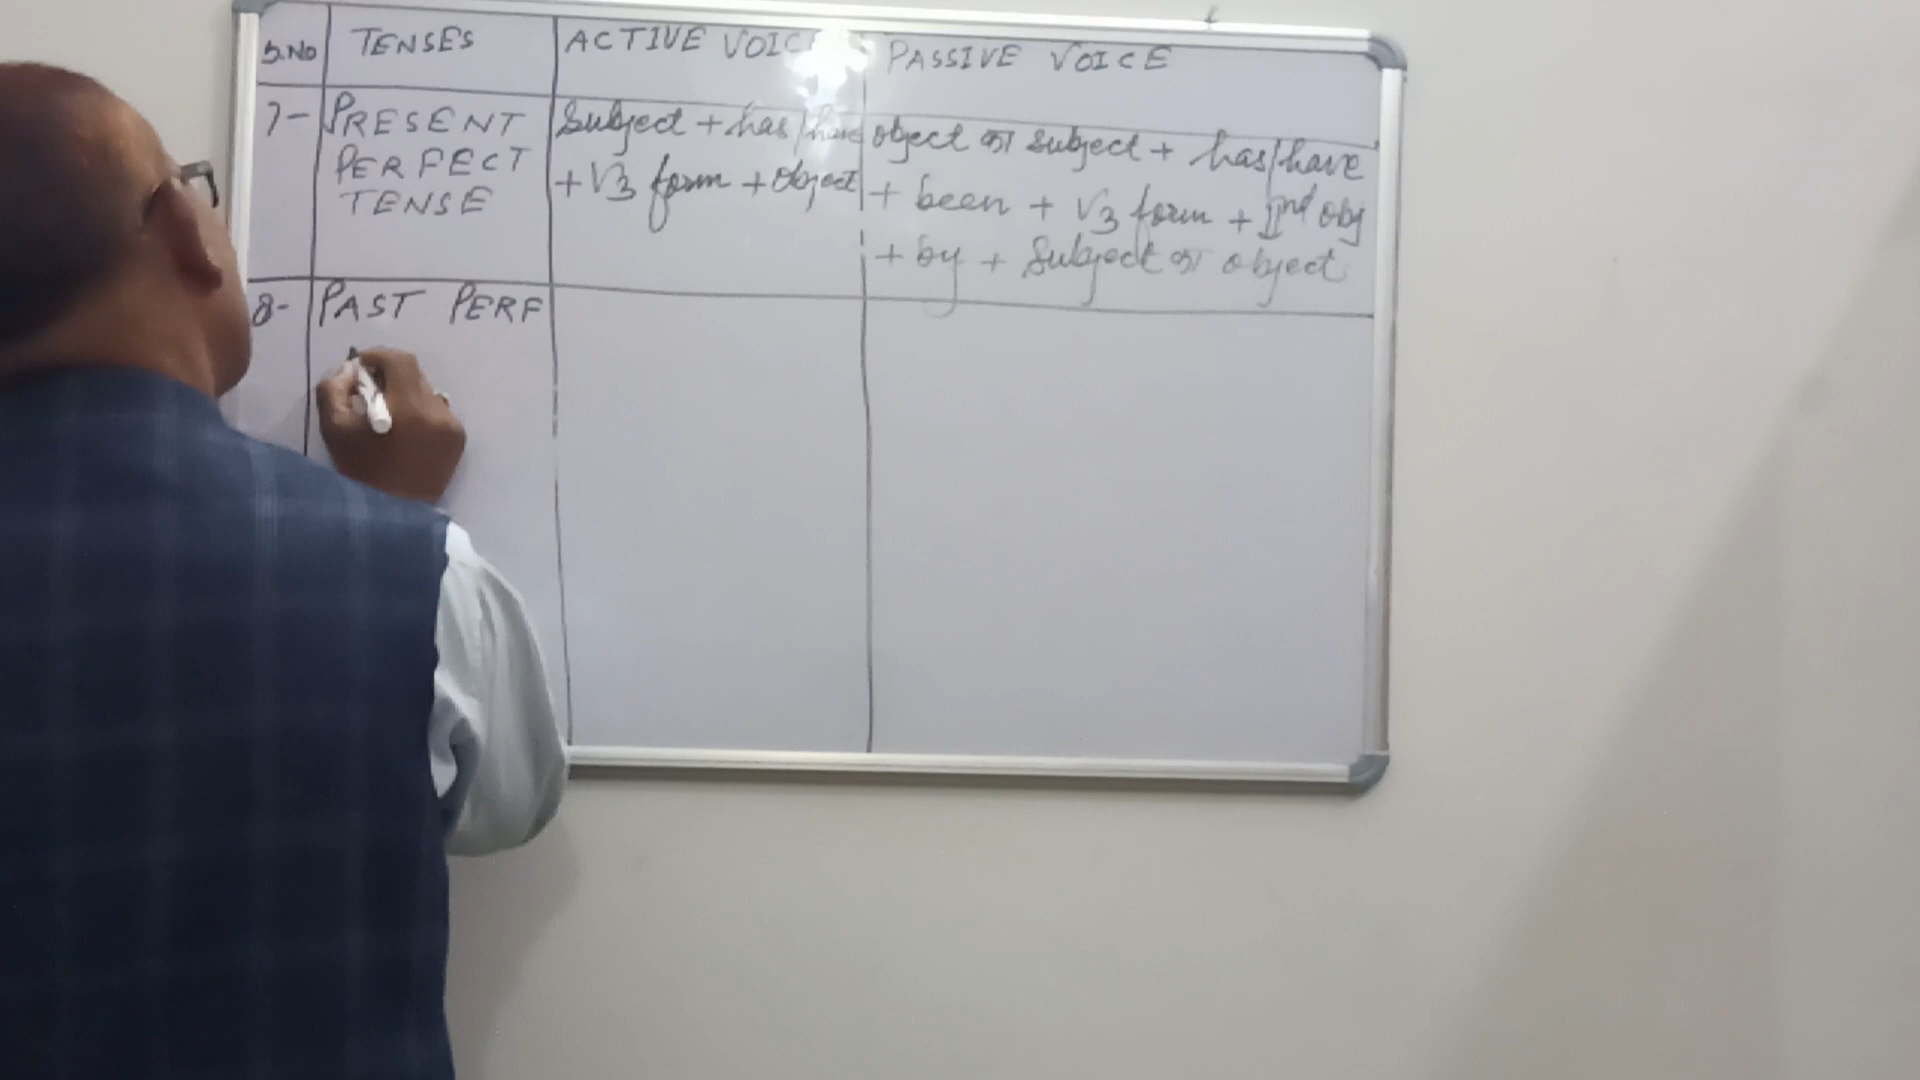 S.No TENSES ACTIVE VOICE PASSIVE VOICE
7- PRESENT PERFECT TENSE
Subject + has/have
+ V3 form + object
object का subject + has/have
+ been + V3 form + IInd obj
+ by + Subject का object
8- PAST PERF